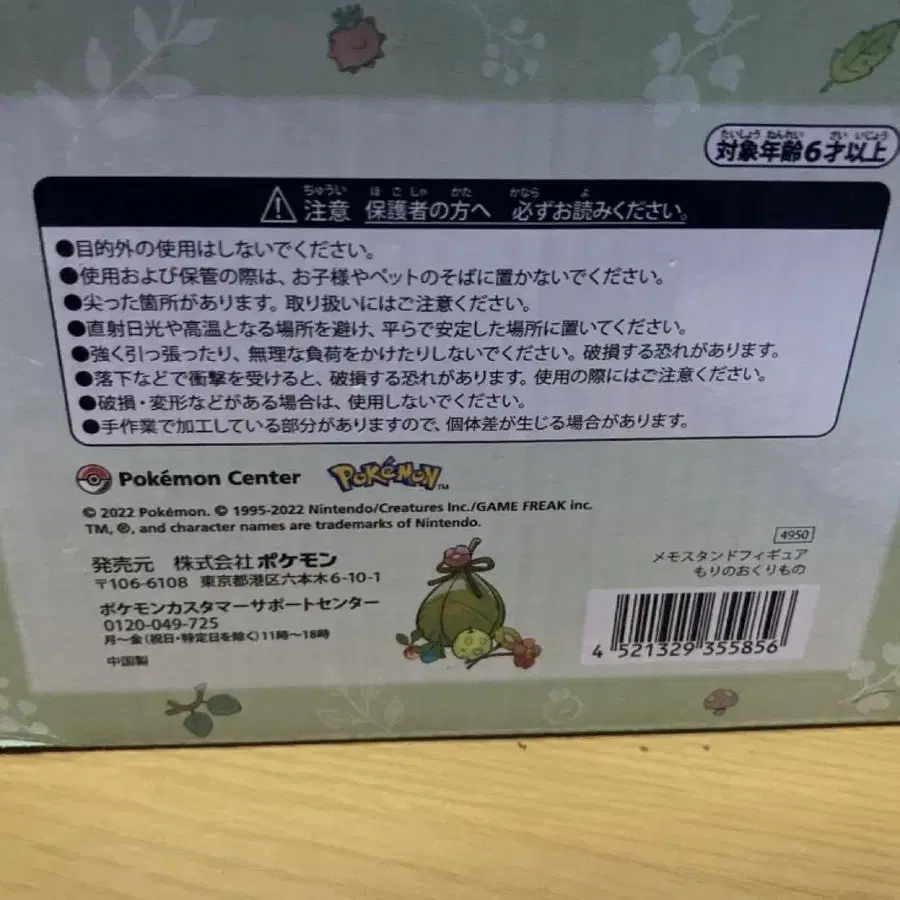 対象年齢6才以上
注意 保護者の方へ 必ずお読みください。
●目的外の使用はしないでください。
●使用および保管の際は、お子様やペットのそばに置かないでください。
●尖った箇所があります。取り扱いにはご注意ください。
●直射日光や高温となる場所を避け、平らで安定した場所に置いてください。
●強く引っ張ったり、無理な負荷をかけたりしないでください。破損する恐れがあります。
●落下などで衝撃を受けると、破損する恐れがあります。使用の際にはご注意ください。
●破損・変形などがある場合は、使用しないでください。
●手作業で加工している部分がありますので、個体差が生じる場合があります。
Pokémon Center POKéMON TM
© 2022 Pokémon. © 1995-2022 Nintendo/Creatures Inc./GAME FREAK inc.
TM, ®, and character names are trademarks of Nintendo.
発売元 株式会社ポケモン
〒106-6108 東京都港区六本木6-10-1
ポケモンカスタマーサポートセンター
0120-049-725
月～金(祝日・特定日を除く)11時～18時
中国製
4950
メモスタンドフィギュア
もりのおくりもの
4 521329 355856